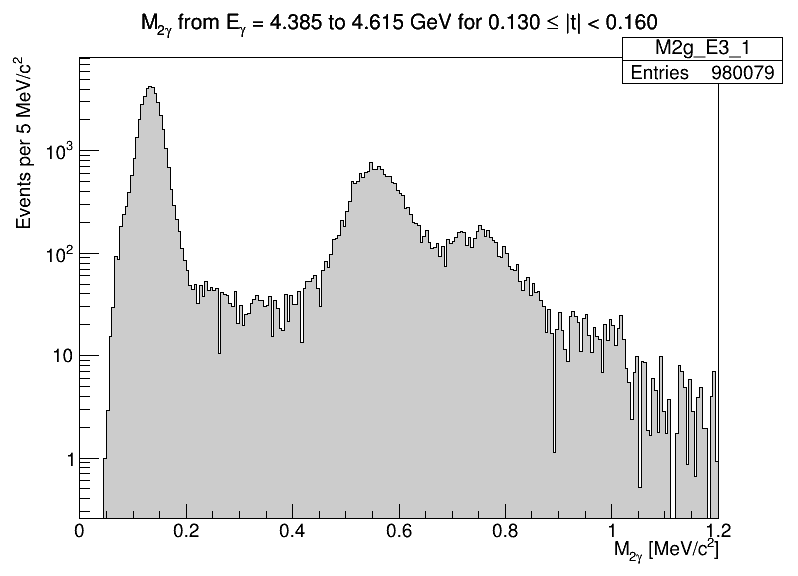 M₂γ from Eγ = 4.385 to 4.615 GeV for 0.130 ≤ |t| < 0.160
M2g_E3_1
Entries 980079
Events per 5 MeV/c²
10³
10²
10
1
0 0.2 0.4 0.6 0.8 1 1.2
M₂γ [MeV/c²]